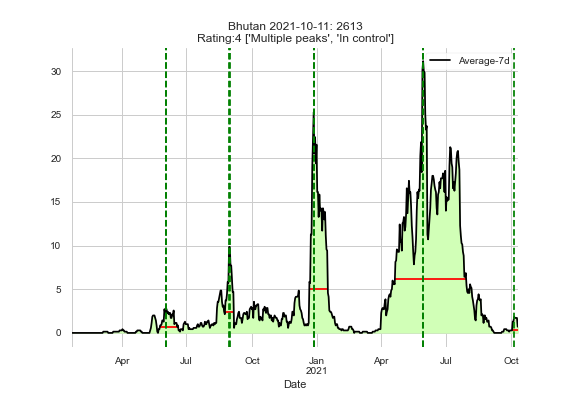 Bhutan 2021-10-11: 2613
Rating:4 ['Multiple peaks', 'In control']
Average-7d
30
25
20
15
10
5
0
Apr
Jul
Oct
Jan
2021
Apr
Jul
Oct
Date